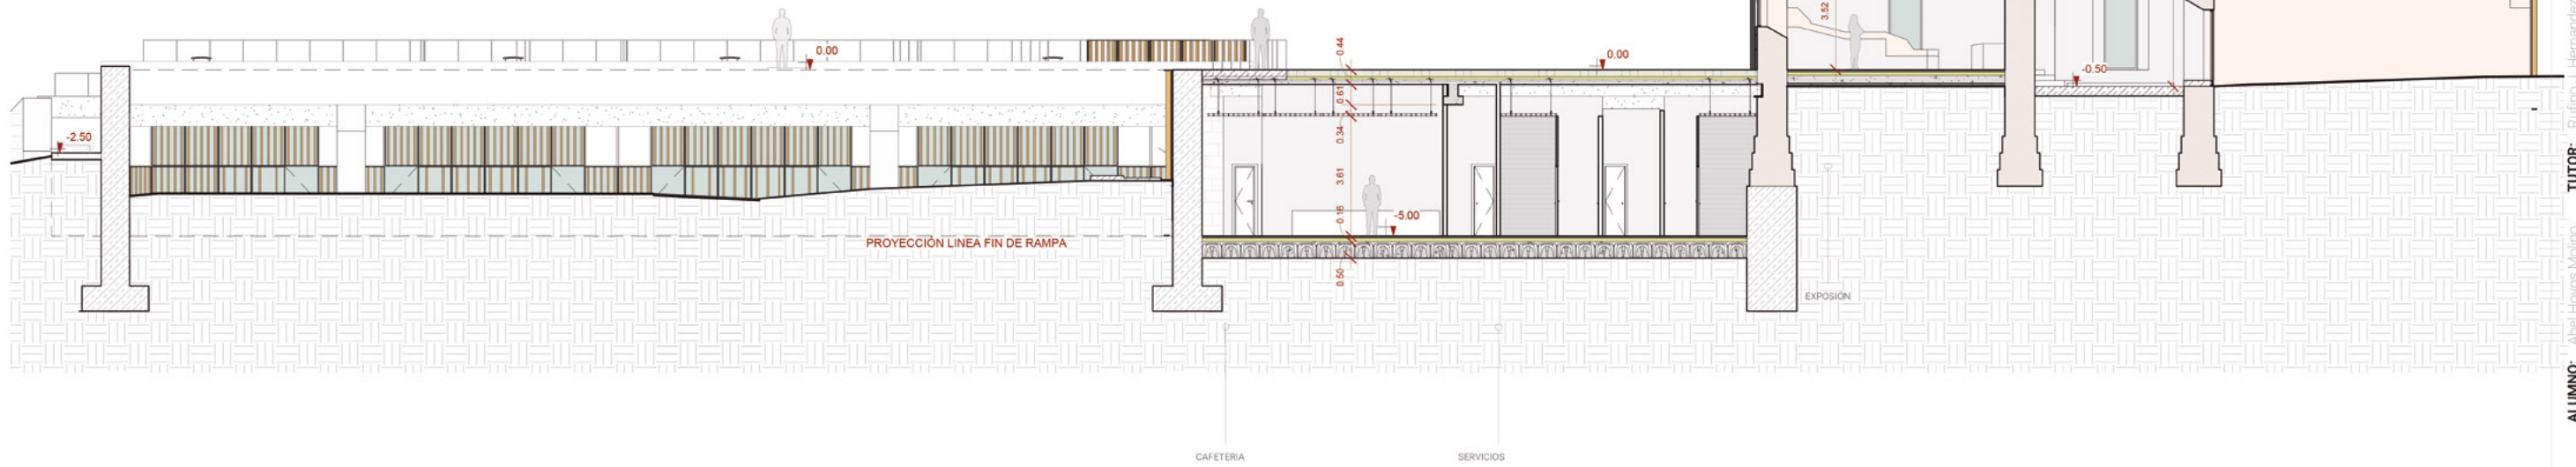 3.52
0.44
0.00
0.00
-0.50
0.61
-2.50
0.34
3.61
0.16
-5.00
PROYECCIÓN LINEA FIN DE RAMPA
0.50
EXPOSIÓN
CAFETERIA
SERVICIOS
TUTOR:
ALUMNO: